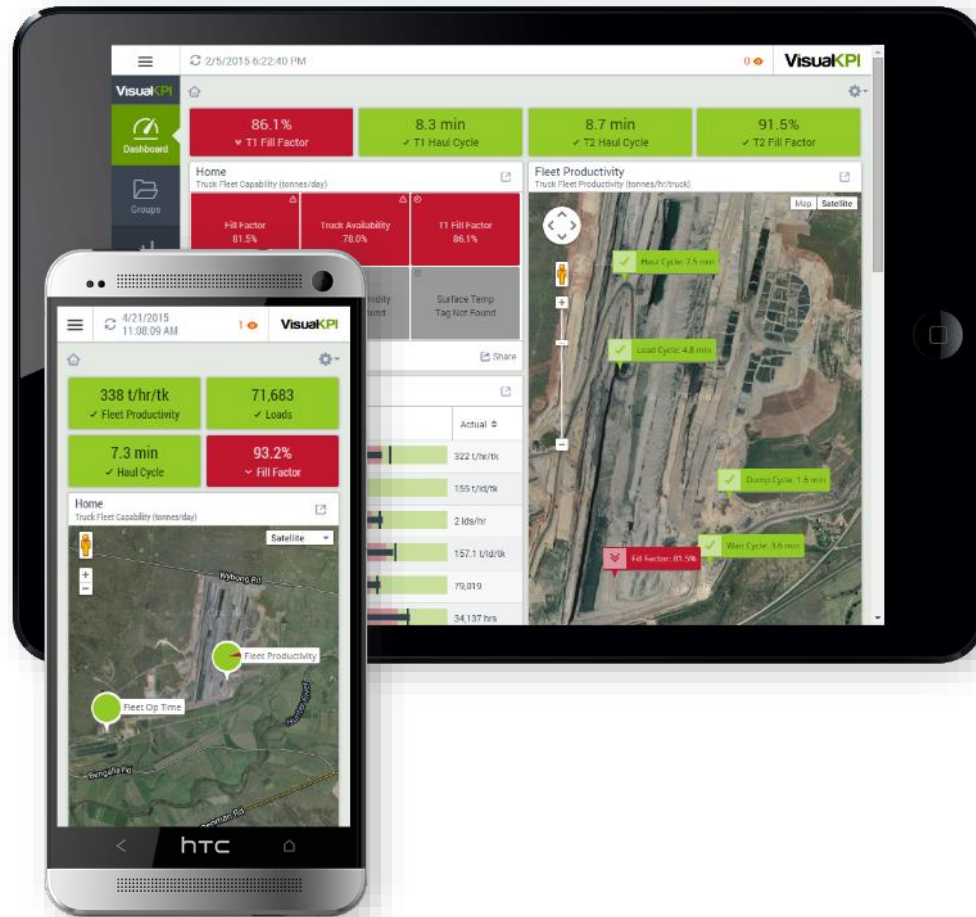 2/5/2015 6:22:40 PM
0
VisualKPI
VisualKPI
Dashboard
Groups
86.1%
T1 Fill Factor
8.3 min
T1 Haul Cycle
8.7 min
T2 Haul Cycle
91.5%
T2 Fill Factor
Home
Truck Fleet Capability (tonnes/day)
Fill Factor
81.5%
Truck Availability
78.0%
T1 Fill Factor
86.1%
Surface Temp
Tag Not Found
Share
Actual
322 t/hr/tk
155 t/ld/tk
2 lds/hr
157.1 t/ld/tk
79,019
34,137 hrs
Fleet Productivity
Truck Fleet Productivity (tonnes/hr/truck)
Map
Satellite
Haul Cycle: 7.5 min
Load Cycle: 4.8 min
Dump Cycle: 1.6 min
Wait Cycle: 3.6 min
Fill Factor: 81.5%
4/21/2015
11:08:09 AM
1
VisualKPI
338 t/hr/tk
Fleet Productivity
71,683
Loads
7.3 min
Haul Cycle
93.2%
Fill Factor
Home
Truck Fleet Capability (tonnes/day)
Satellite
Wybong Rd
Fleet Productivity
Fleet Op Time
Hunter River
Bengalla Rd
hTC